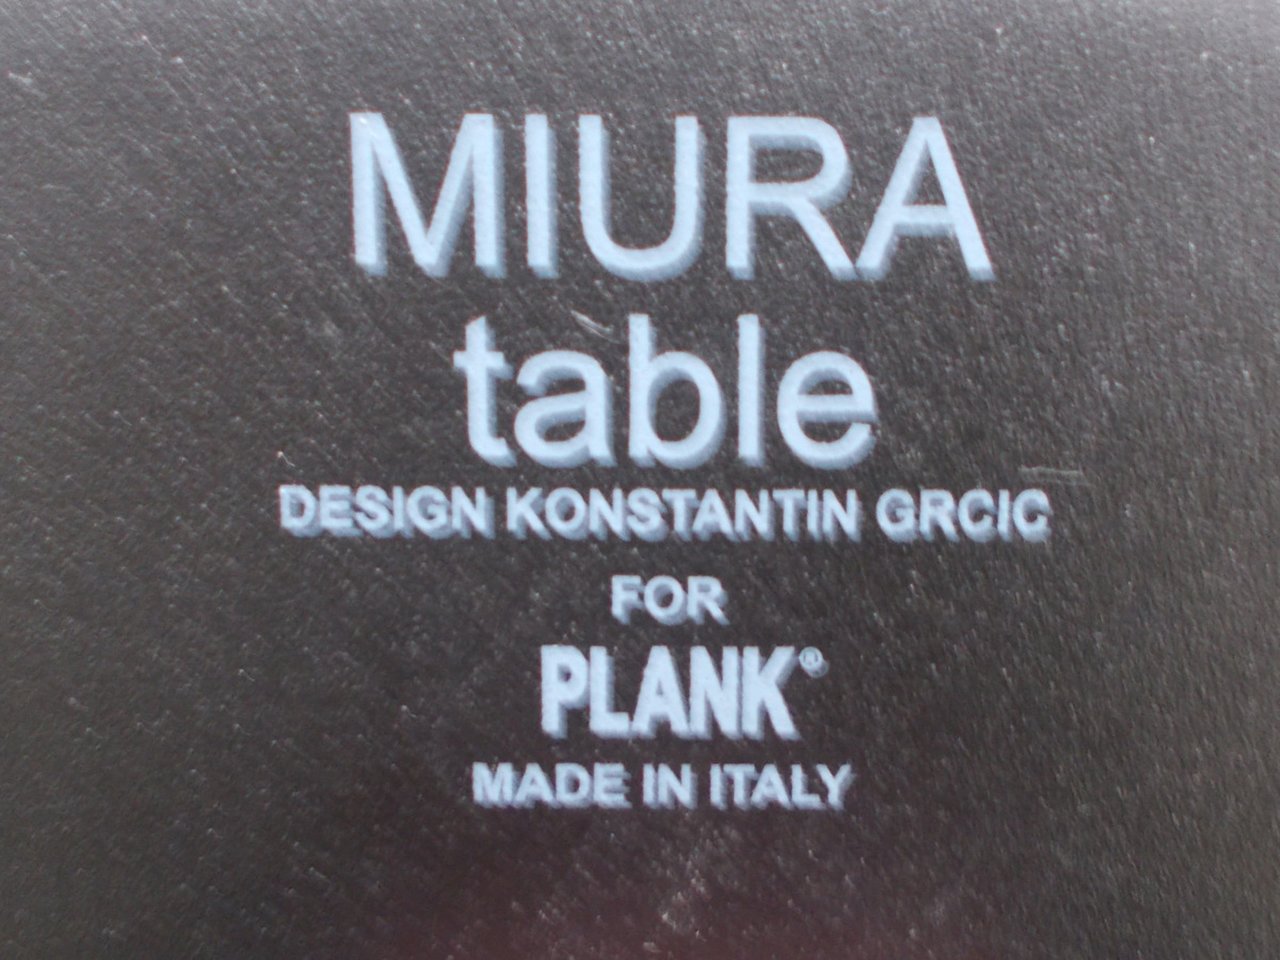 MIURA
table
DESIGN KONSTANTIN GRCIC
FOR
PLANK®
MADE IN ITALY